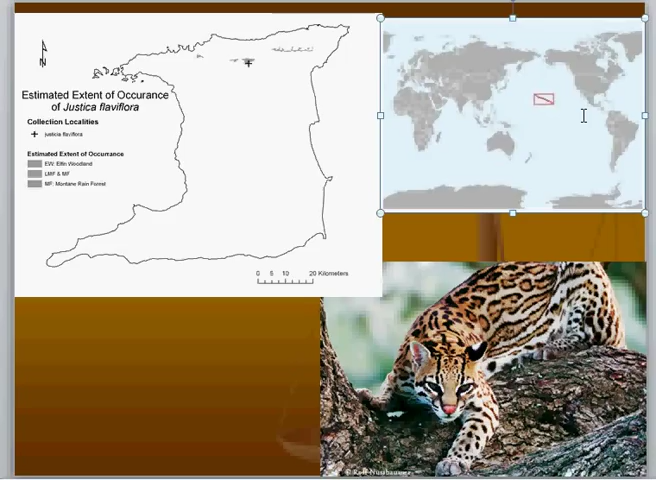 N
Estimated Extent of Occurance
of Justica flaviflora
Collection Localities
justicia flaviflora
Estimated Extent of Occurrance
EW: Elfin Woodland
LMF & MF
MF: Montane Rain Forest
0 5 10 20 Kilometers